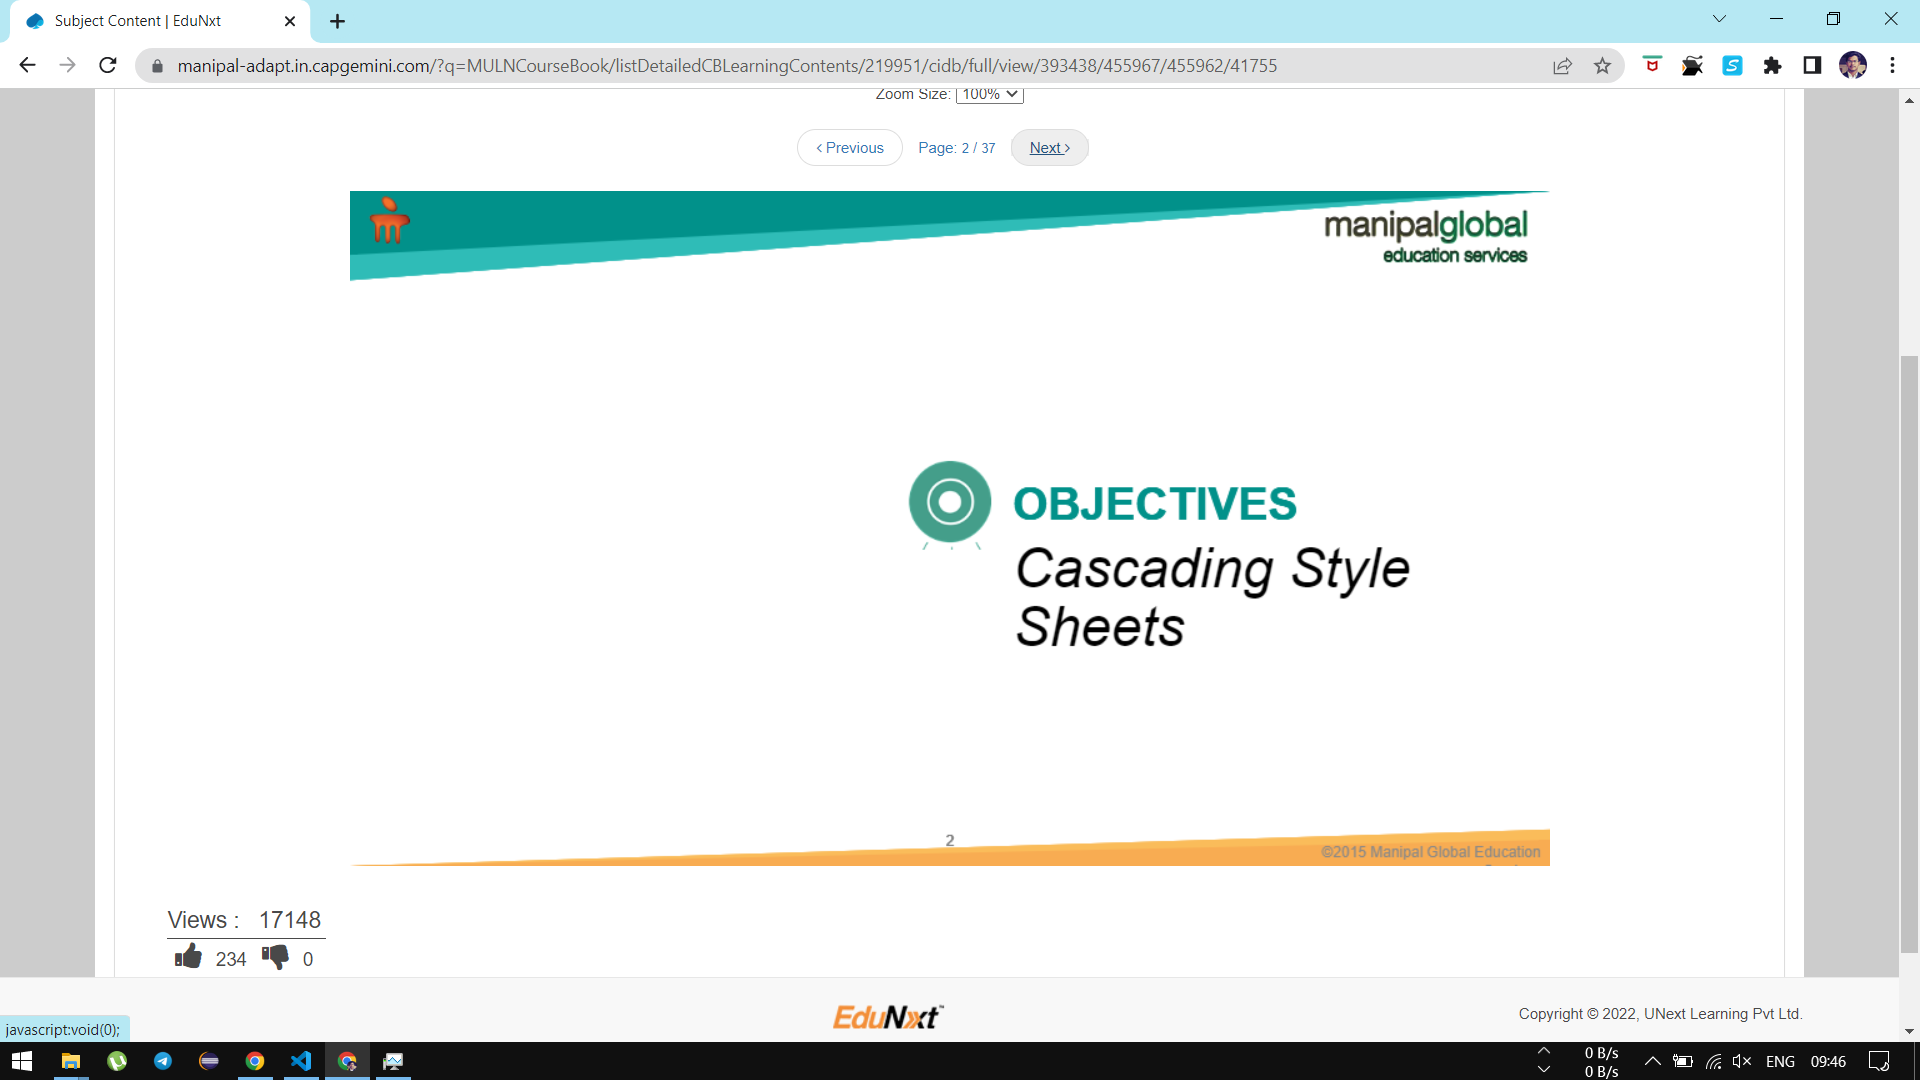 Subject Content | EduNxt
manipal-adapt.in.capgemini.com/?q=MULNCourseBook/listDetailedCBLearningContents/219951/cidb/full/view/393438/455967/455962/41755
Zoom Size: 100%
‹ Previous
Page: 2 / 37
Next ›
manipalglobal
education services
OBJECTIVES
Cascading Style
Sheets
2
©2015 Manipal Global Education
Views : 17148
234 0
EduNxt™
Copyright © 2022, UNext Learning Pvt Ltd.
javascript:void(0);
0 B/s
0 B/s
ENG
09:46